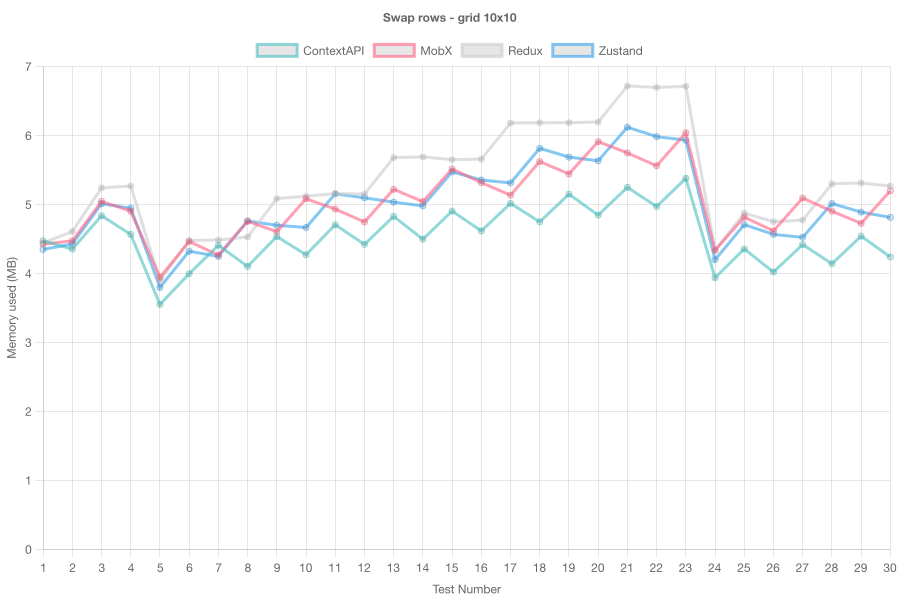 Swap rows - grid 10x10
ContextAPI MobX Redux Zustand
7
6
5
4
3
2
1
0
Memory used (MB)
1 2 3 4 5 6 7 8 9 10 11 12 13 14 15 16 17 18 19 20 21 22 23 24 25 26 27 28 29 30
Test Number